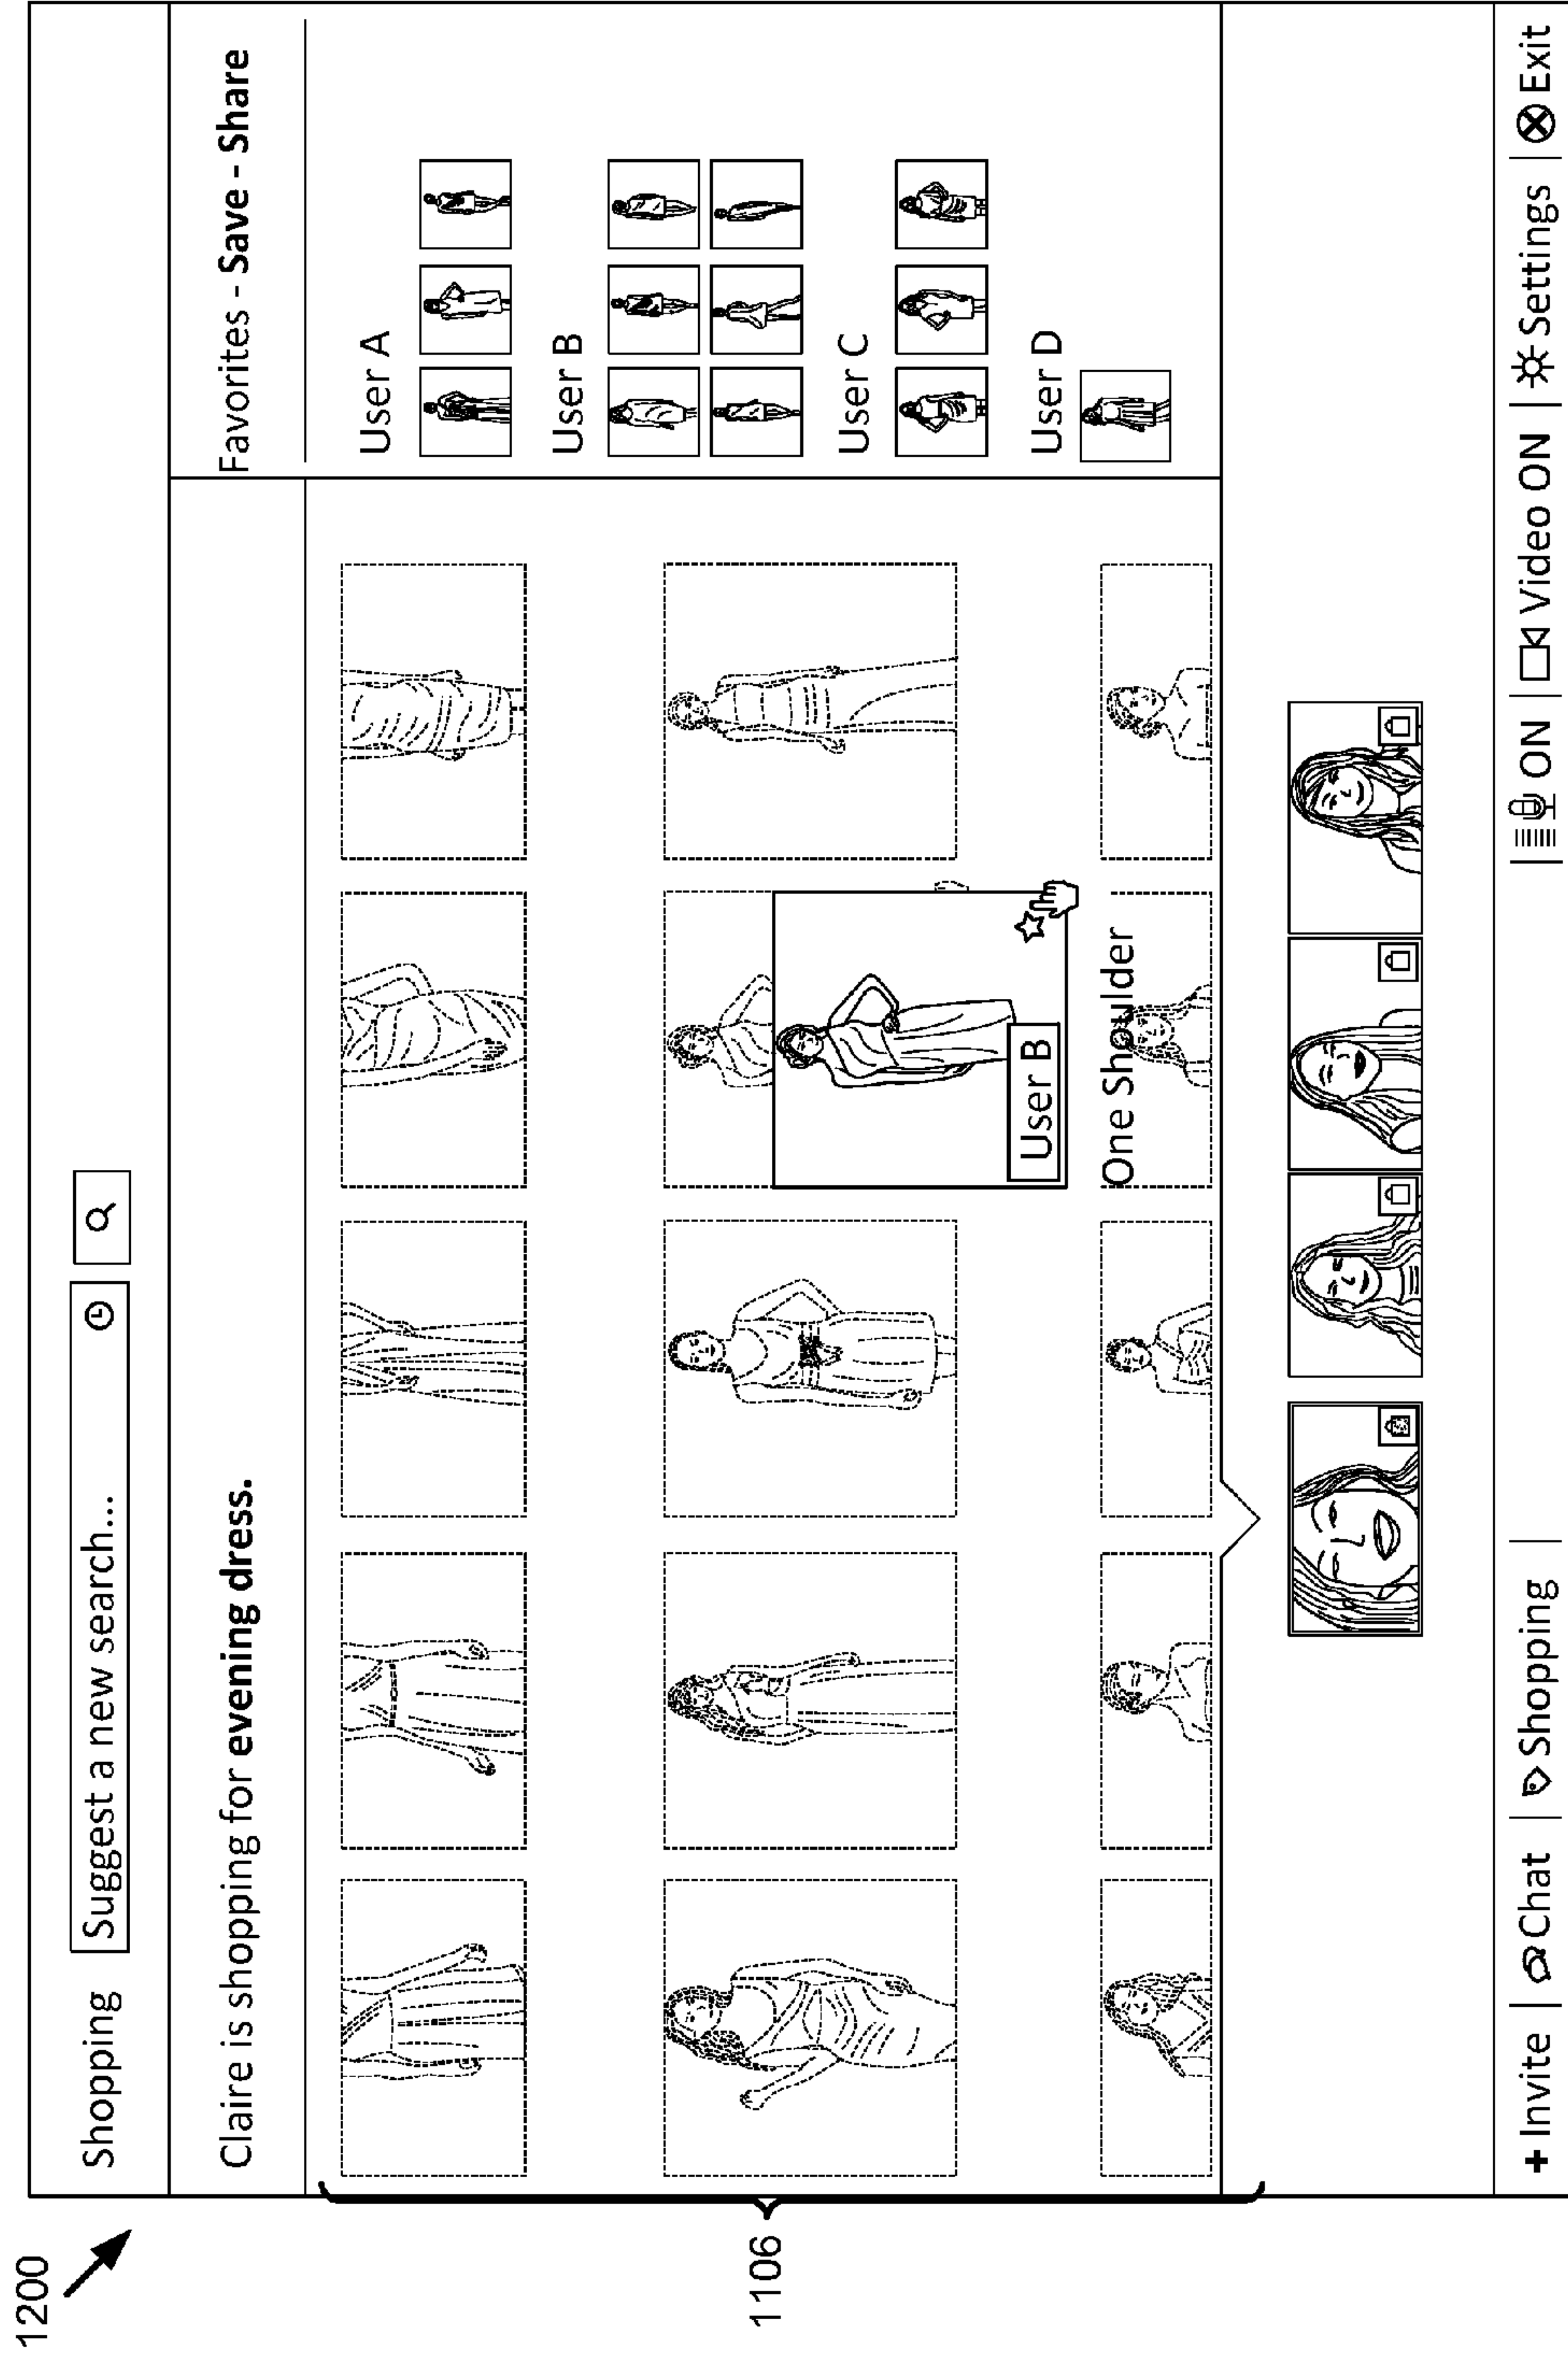 1200
Shopping
Suggest a new search...
Claire is shopping for evening dress.
Favorites - Save - Share
User A
User B
User C
User D
1106
User B
One Shoulder
+ Invite | Chat | Shopping |
| ON | Video ON | Settings | Exit